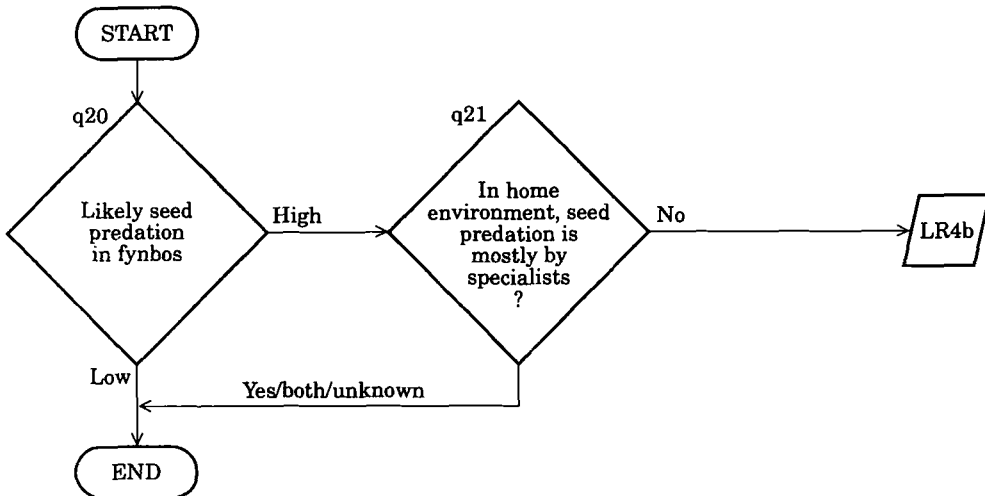 START
q20
Likely seed
predation
in fynbos
High
Low
q21
In home
environment, seed
predation is
mostly by
specialists
?
No
LR4b
Yes/both/unknown
END